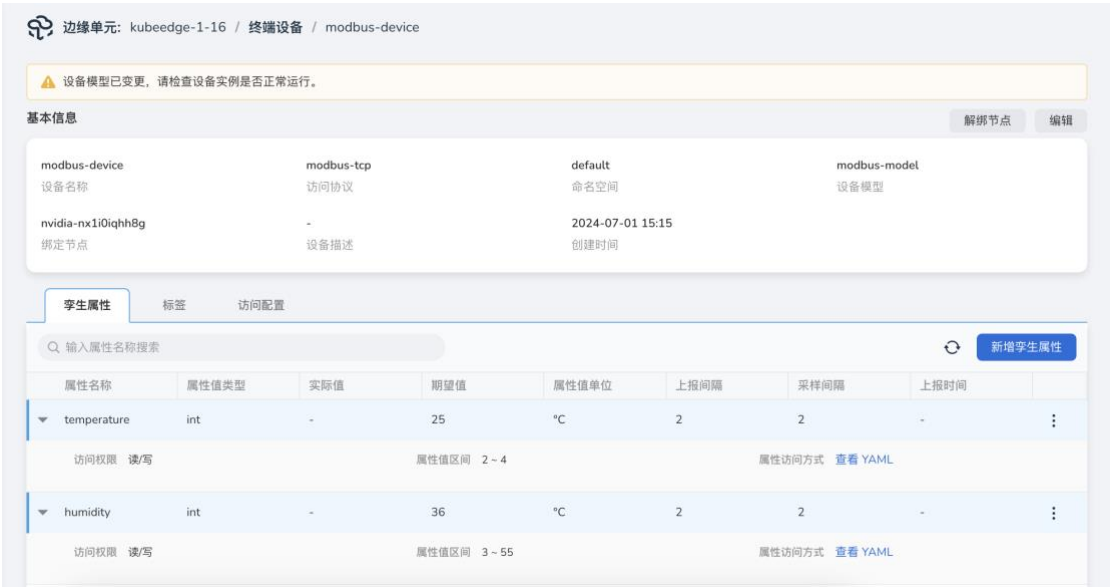 边缘单元: kubeedge-1-16 / 终端设备 / modbus-device
设备模型已变更，请检查设备实例是否正常运行。
基本信息 解绑节点 编辑
modbus-device modbus-tcp default modbus-model
设备名称 访问协议 命名空间 设备模型
nvidia-nx1i0iqhh8g - 2024-07-01 15:15
绑定节点 设备描述 创建时间
孪生属性 标签 访问配置
输入属性名称搜索 新增孪生属性
属性名称 属性值类型 实际值 期望值 属性值单位 上报间隔 采样间隔 上报时间
temperature int - 25 °C 2 2 -
访问权限 读/写 属性值区间 2 ~ 4 属性访问方式 查看 YAML
humidity int - 36 °C 2 2 -
访问权限 读/写 属性值区间 3 ~ 55 属性访问方式 查看 YAML